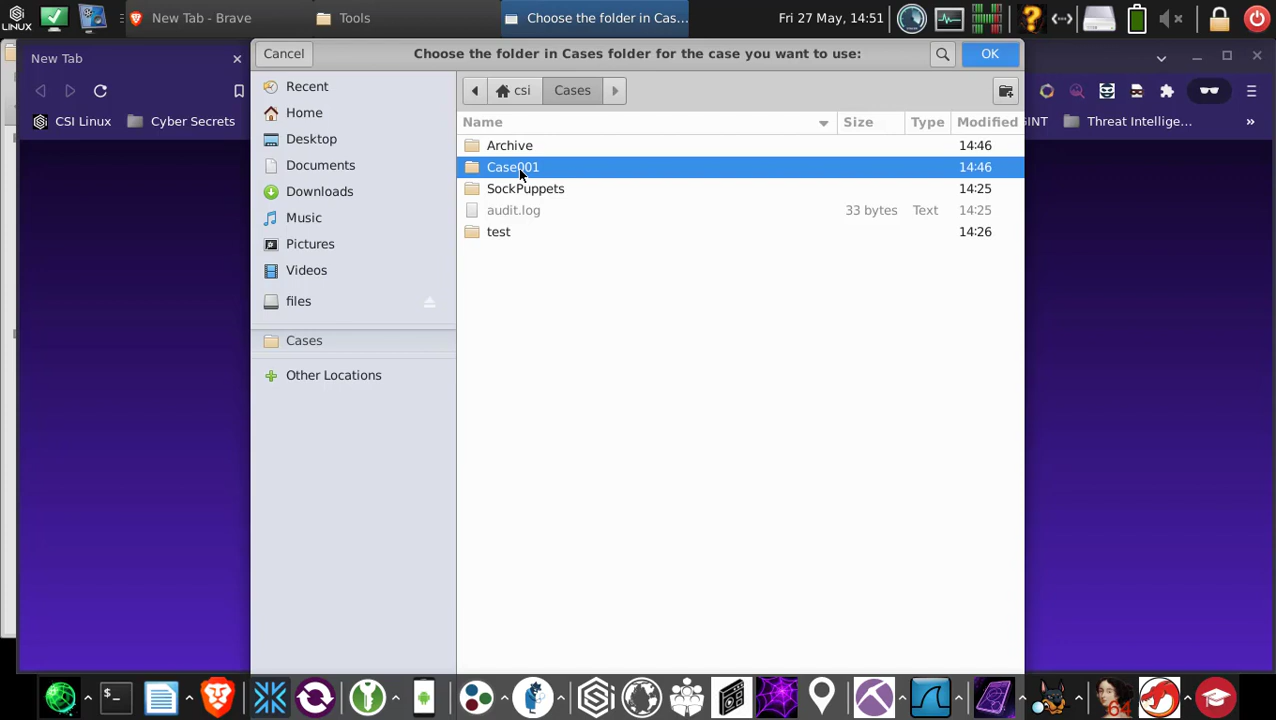 LINUX New Tab - Brave Tools Choose the folder in Cas... Fri 27 May, 14:51
New Tab
Cancel Choose the folder in Cases folder for the case you want to use: OK
csi Cases
CSI Linux Cyber Secrets
INT Threat Intellige... »
Name Size Type Modified
Recent
Home
Desktop
Documents
Downloads
Music
Pictures
Videos
files
Cases
Other Locations
Archive 14:46
Case001 14:46
SockPuppets 14:25
audit.log 33 bytes Text 14:25
test 14:26
64